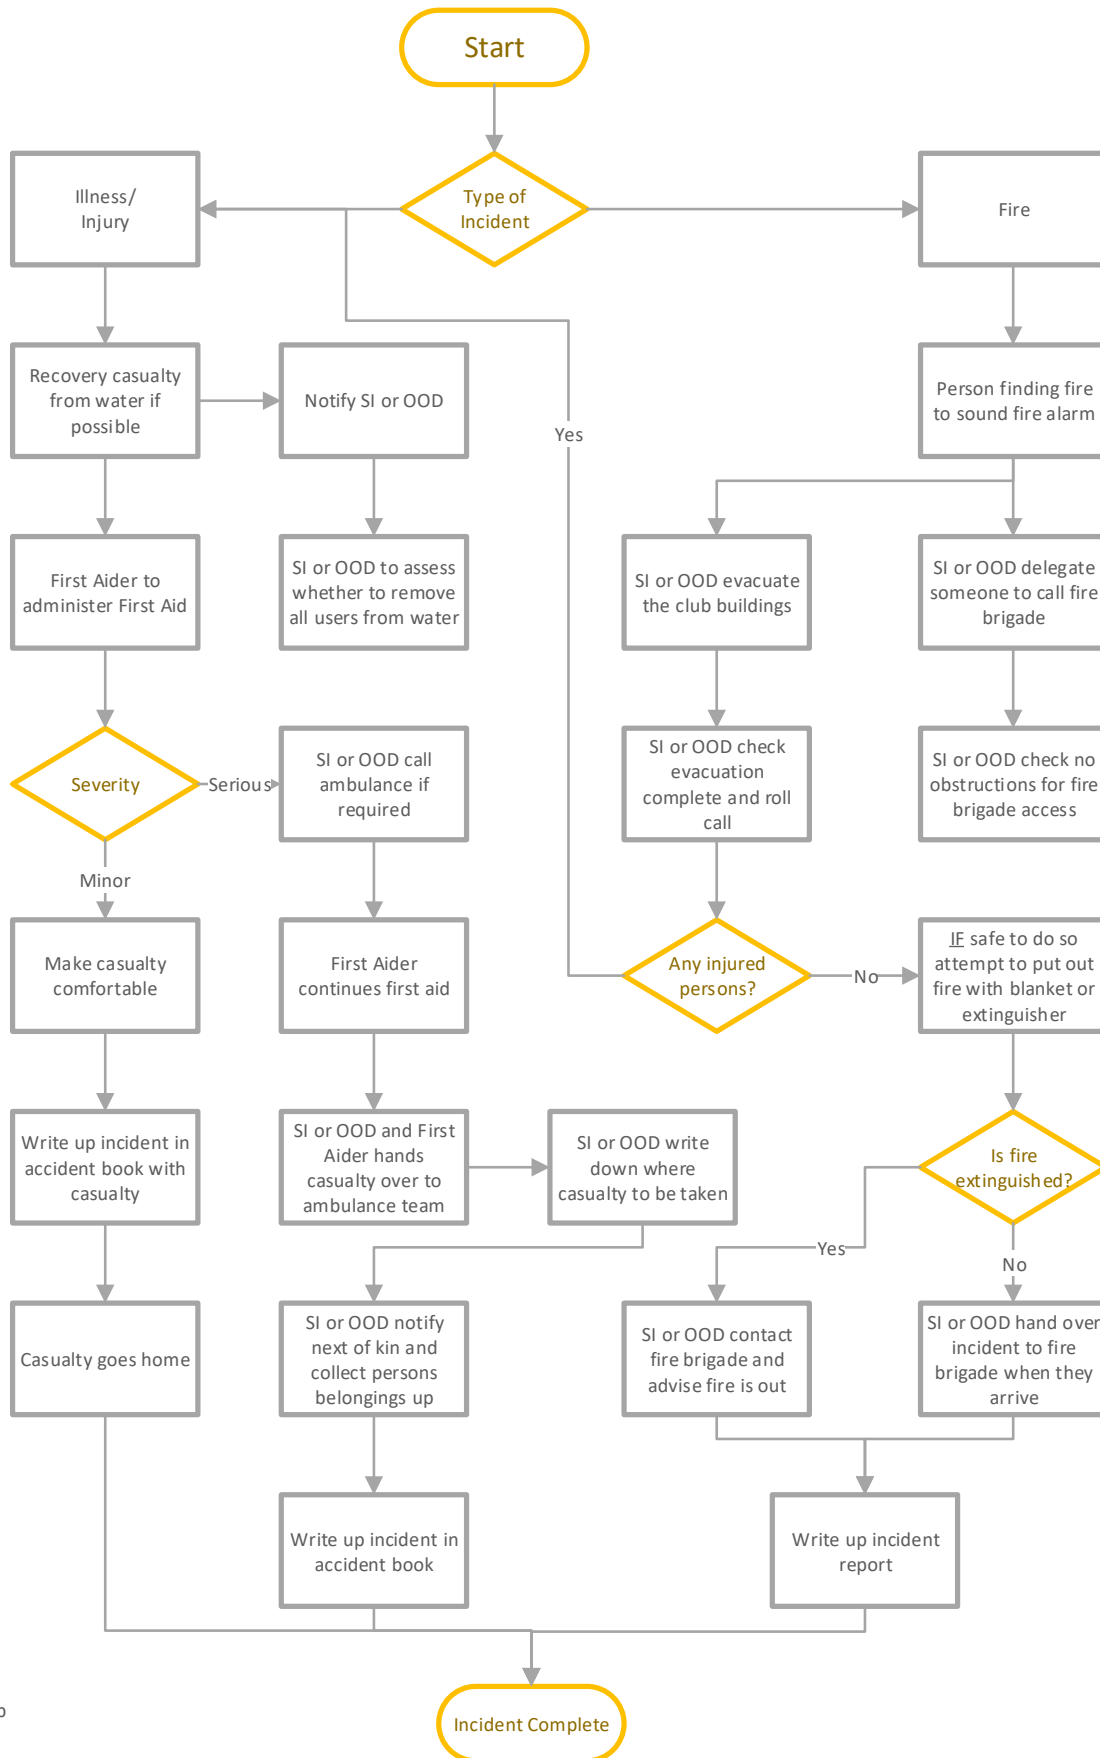 Start
Type of
Incident
Illness/
Injury
Fire
Recovery casualty
from water if
possible
Notify SI or OOD
Person finding fire
to sound fire alarm
Yes
First Aider to
administer First Aid
SI or OOD to assess
whether to remove
all users from water
SI or OOD evacuate
the club buildings
SI or OOD delegate
someone to call fire
brigade
Severity
Serious
SI or OOD call
ambulance if
required
SI or OOD check
evacuation
complete and roll
call
SI or OOD check no
obstructions for fire
brigade access
Minor
Make casualty
comfortable
First Aider
continues first aid
Any injured
persons?
No
IF safe to do so
attempt to put out
fire with blanket or
extinguisher
Write up incident in
accident book with
casualty
SI or OOD and First
Aider hands
casualty over to
ambulance team
SI or OOD write
down where
casualty to be taken
Is fire
extinguished?
Yes
No
Casualty goes home
SI or OOD notify
next of kin and
collect persons
belongings up
SI or OOD contact
fire brigade and
advise fire is out
SI or OOD hand over
incident to fire
brigade when they
arrive
Write up incident in
accident book
Write up incident
report
Incident Complete